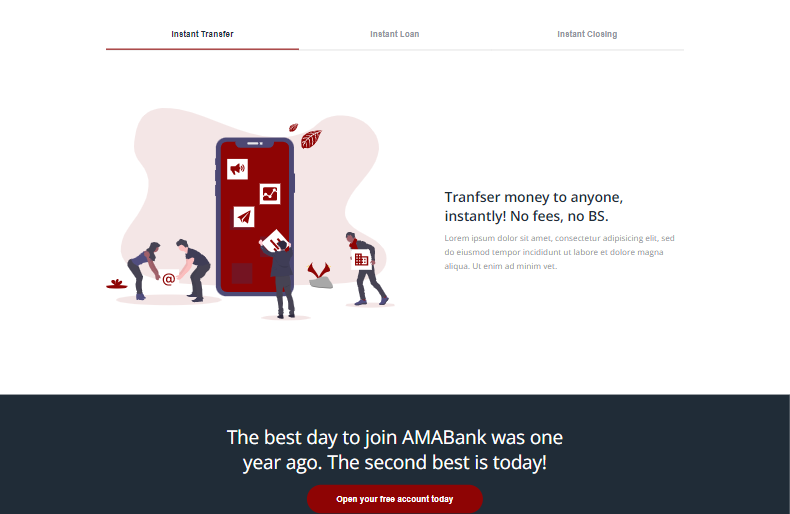 Instant Transfer
Instant Loan
Instant Closing
@
Tranfser money to anyone,
instantly! No fees, no BS.
Lorem ipsum dolor sit amet, consectetur adipisicing elit, sed
do eiusmod tempor incididunt ut labore et dolore magna
aliqua. Ut enim ad minim vet.
The best day to join AMABank was one
year ago. The second best is today!
Open your free account today